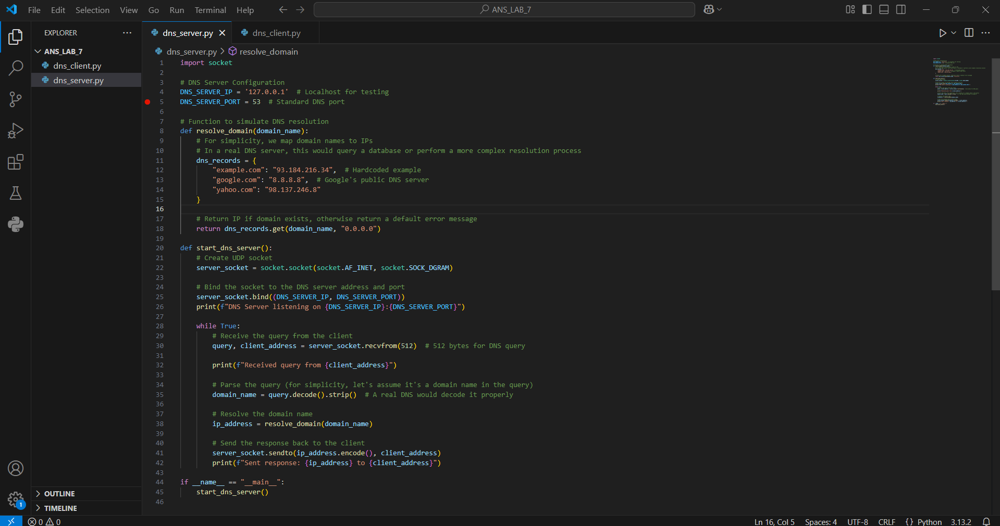 File Edit Selection View Go Run Terminal Help
ANS_LAB_7
EXPLORER
ANS_LAB_7
dns_client.py
dns_server.py
OUTLINE
TIMELINE
dns_server.py
dns_client.py
dns_server.py > resolve_domain
1 import socket
2
3 # DNS Server Configuration
4 DNS_SERVER_IP = '127.0.0.1'  # Localhost for testing
5 DNS_SERVER_PORT = 53  # Standard DNS port
6
7 # Function to simulate DNS resolution
8 def resolve_domain(domain_name):
9     # For simplicity, we map domain names to IPs
10     # In a real DNS server, this would query a database or perform a more complex resolution process
11     dns_records = {
12         "example.com": "93.184.216.34",  # Hardcoded example
13         "google.com": "8.8.8.8",  # Google's public DNS server
14         "yahoo.com": "98.137.246.8"
15     }
16
17     # Return IP if domain exists, otherwise return a default error message
18     return dns_records.get(domain_name, "0.0.0.0")
19
20 def start_dns_server():
21     # Create UDP socket
22     server_socket = socket.socket(socket.AF_INET, socket.SOCK_DGRAM)
23
24     # Bind the socket to the DNS server address and port
25     server_socket.bind((DNS_SERVER_IP, DNS_SERVER_PORT))
26     print(f"DNS Server listening on {DNS_SERVER_IP}:{DNS_SERVER_PORT}")
27
28     while True:
29         # Receive the query from the client
30         query, client_address = server_socket.recvfrom(512)  # 512 bytes for DNS query
31
32         print(f"Received query from {client_address}")
33
34         # Parse the query (for simplicity, let's assume it's a domain name in the query)
35         domain_name = query.decode().strip()  # A real DNS would decode it properly
36
37         # Resolve the domain name
38         ip_address = resolve_domain(domain_name)
39
40         # Send the response back to the client
41         server_socket.sendto(ip_address.encode(), client_address)
42         print(f"Sent response: {ip_address} to {client_address}")
43
44 if __name__ == "__main__":
45     start_dns_server()
46
1
0 0
Ln 16, Col 5 Spaces: 4 UTF-8 CRLF {} Python 3.13.2